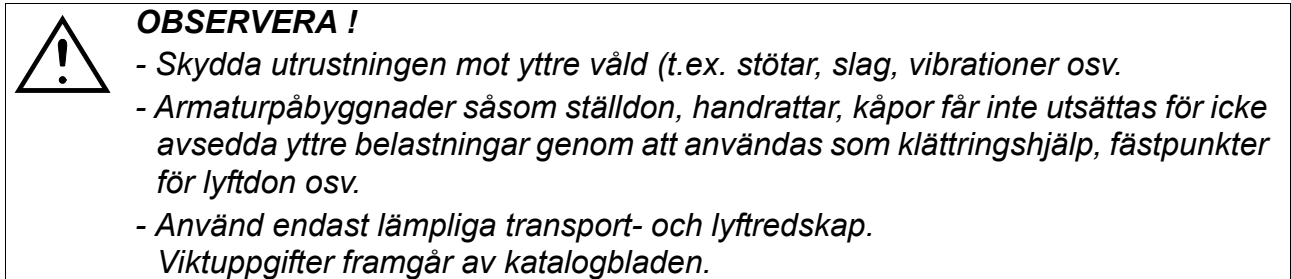 OBSERVERA !
- Skydda utrustningen mot yttre våld (t.ex. stötar, slag, vibrationer osv.
- Armaturpåbyggnader såsom ställdon, handrattar, kåpor får inte utsättas för icke
avsedda yttre belastningar genom att användas som klättringshjälp, fästpunkter
för lyftdon osv.
- Använd endast lämpliga transport- och lyftredskap.
Viktuppgifter framgår av katalogbladen.